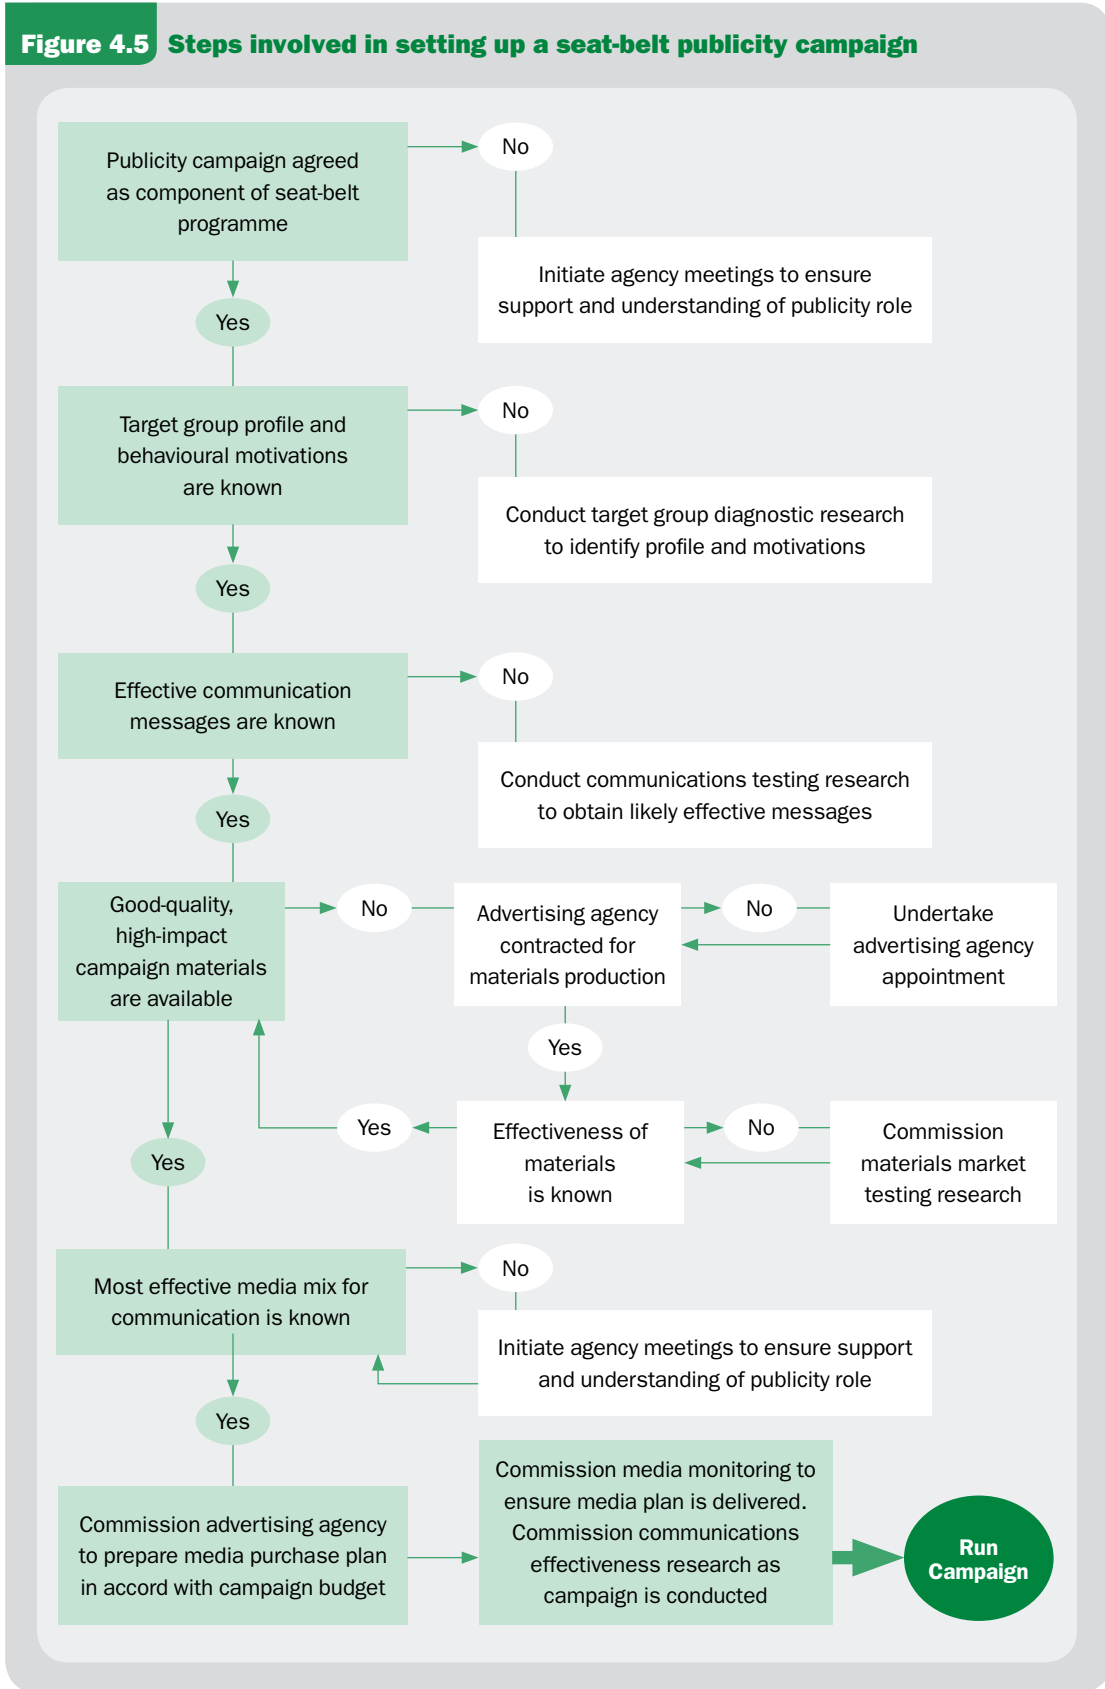 Figure 4.5 Steps involved in setting up a seat-belt publicity campaign
Publicity campaign agreed
as component of seat-belt
programme
No
Initiate agency meetings to ensure
support and understanding of publicity role
Yes
Target group profile and
behavioural motivations
are known
No
Conduct target group diagnostic research
to identify profile and motivations
Yes
Effective communication
messages are known
No
Conduct communications testing research
to obtain likely effective messages
Yes
Good-quality,
high-impact
campaign materials
are available
No
Advertising agency
contracted for
materials production
No
Undertake
advertising agency
appointment
Yes
Effectiveness of
materials
is known
No
Commission
materials market
testing research
Yes
Yes
Most effective media mix for
communication is known
No
Initiate agency meetings to ensure support
and understanding of publicity role
Yes
Commission advertising agency
to prepare media purchase plan
in accord with campaign budget
Commission media monitoring to
ensure media plan is delivered.
Commission communications
effectiveness research as
campaign is conducted
Run
Campaign